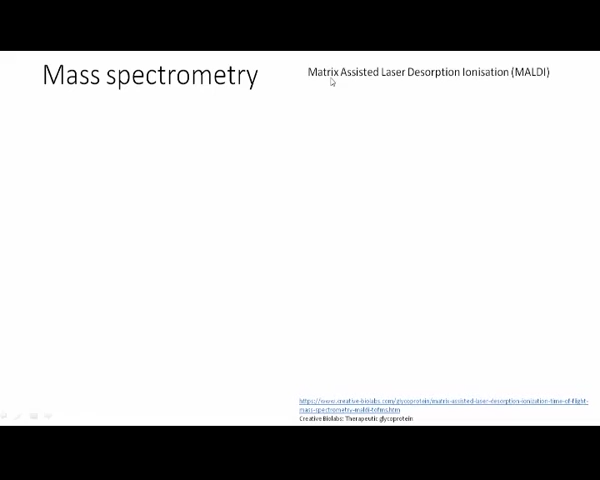 Mass spectrometry
Matrix Assisted Laser Desorption Ionisation (MALDI)
https://www.creative-biolabs.com/glycoprotein/matrix-assisted-laser-desorption-ionization-time-of-flight-
mass-spectrometry-maldi-tofms.htm
Creative Biolabs: Therapeutic glycoprotein